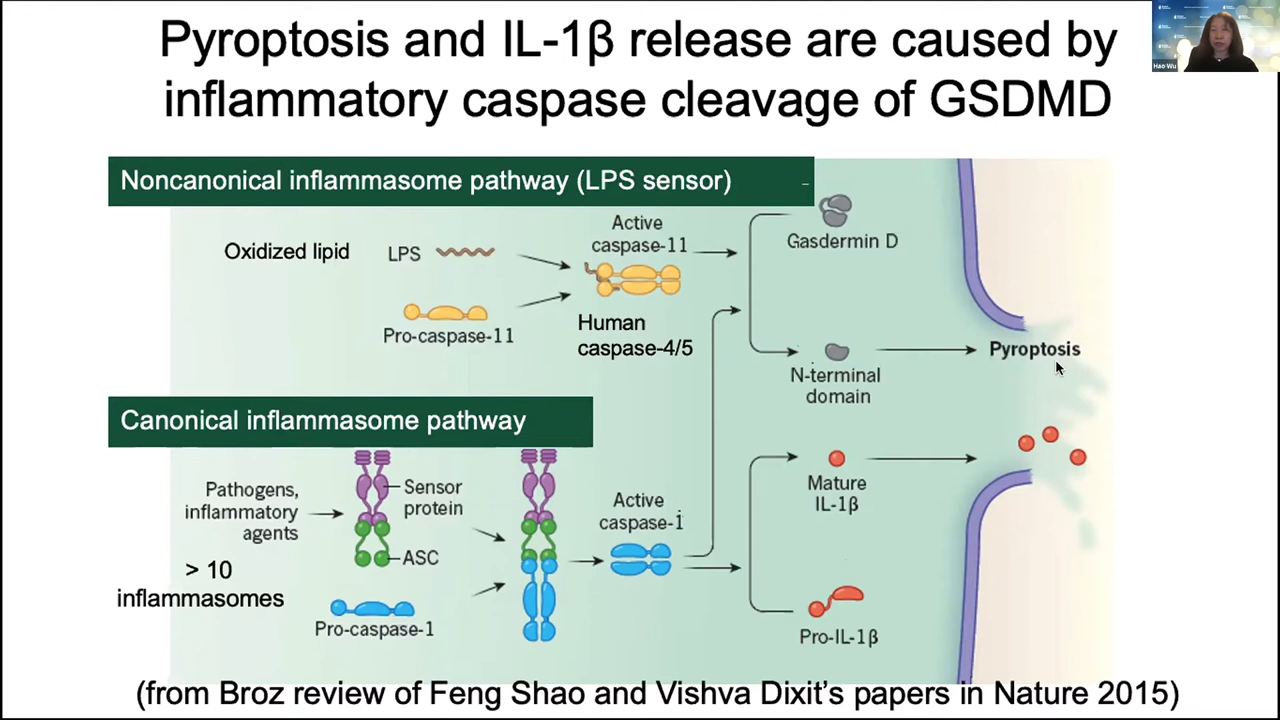 Pyroptosis and IL-1β release are caused by
inflammatory caspase cleavage of GSDMD
Hao Wu
Noncanonical inflammasome pathway (LPS sensor)
Oxidized lipid
LPS
Pro-caspase-11
Active
caspase-11
Human
caspase-4/5
Gasdermin D
N-terminal
domain
Pyroptosis
Canonical inflammasome pathway
Pathogens,
inflammatory
agents
> 10
inflammasomes
Sensor
protein
ASC
Pro-caspase-1
Active
caspase-1
Mature
IL-1β
Pro-IL-1β
(from Broz review of Feng Shao and Vishva Dixit's papers in Nature 2015)